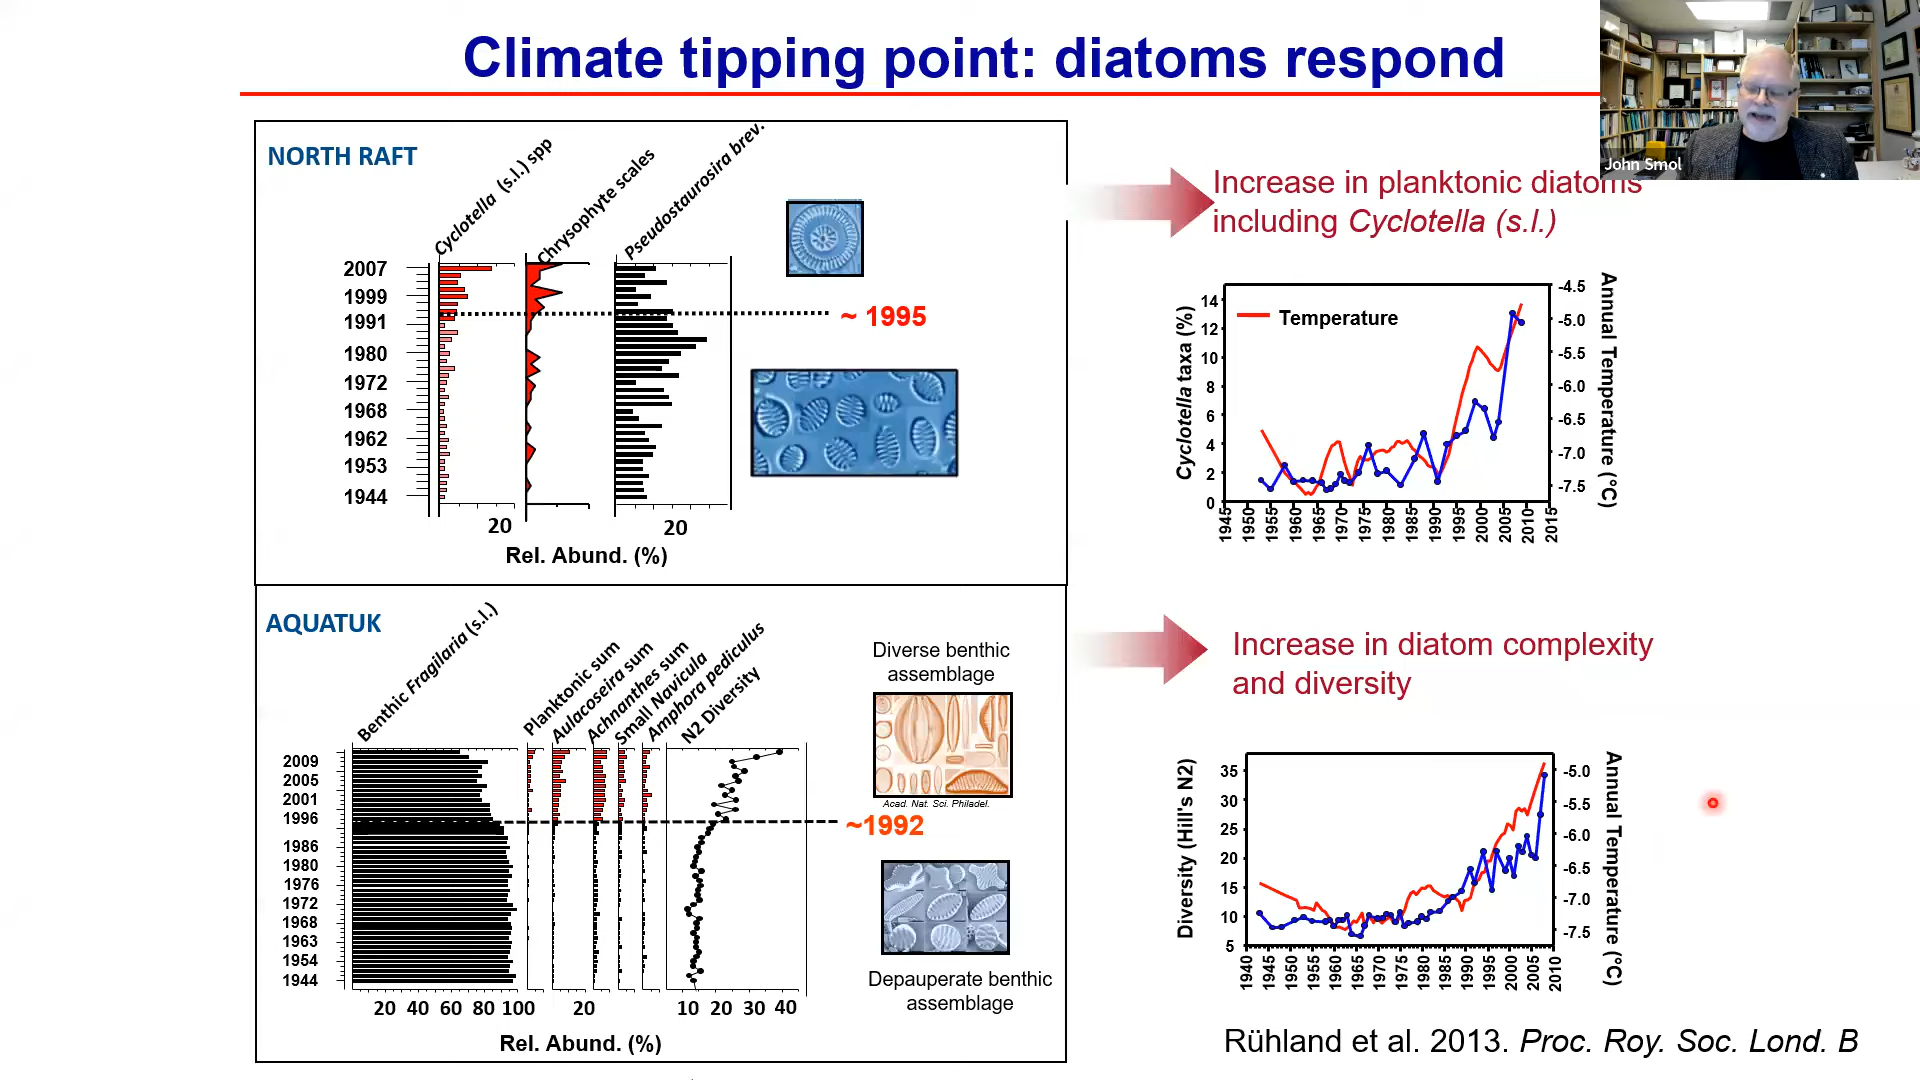 Climate tipping point: diatoms respond
John Smol
NORTH RAFT
Cyclotella (s.l.) spp
Chrysophyte scales
Pseudostaurosira brev.
2007
1999
1991
1980
1972
1968
1962
1953
1944
~ 1995
20
20
Rel. Abund. (%)
Increase in planktonic diatoms
including Cyclotella (s.l.)
Cyclotella taxa (%)
14
12
10
8
6
4
2
0
Temperature
-4.5
-5.0
-5.5
-6.0
-6.5
-7.0
-7.5
Annual Temperature (°C)
1945 1950 1955 1960 1965 1970 1975 1980 1985 1990 1995 2000 2005 2010 2015
AQUATUK
Benthic Fragilaria (s.l.)
Planktonic sum
Aulacoseira sum
Achnanthes sum
Small Navicula
Amphora pediculus
N2 Diversity
2009
2005
2001
1996
1986
1980
1976
1972
1968
1963
1954
1944
~1992
20 40 60 80 100
20
10 20 30 40
Rel. Abund. (%)
Diverse benthic
assemblage
Acad. Nat. Sci. Philadel.
Depauperate benthic
assemblage
Increase in diatom complexity
and diversity
Diversity (Hill's N2)
35
30
25
20
15
10
5
-5.0
-5.5
-6.0
-6.5
-7.0
-7.5
Annual Temperature (°C)
1940 1945 1950 1955 1960 1965 1970 1975 1980 1985 1990 1995 2000 2005 2010
Rühland et al. 2013. Proc. Roy. Soc. Lond. B